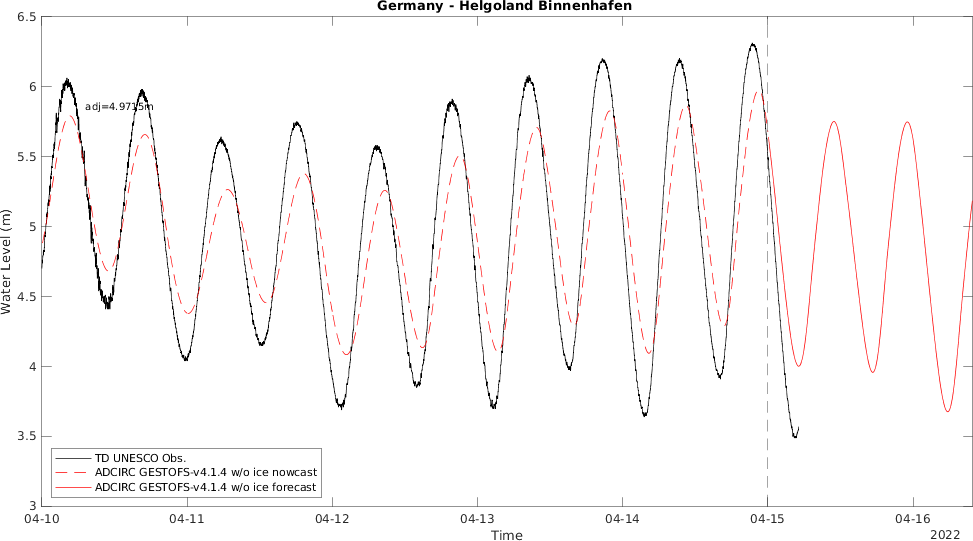 Germany - Helgoland Binnenhafen
6.5
6
5.5
5
4.5
4
3.5
3
Water Level (m)
adj=4.9715m
TD UNESCO Obs.
ADCIRC GESTOFS-v4.1.4 w/o ice nowcast
ADCIRC GESTOFS-v4.1.4 w/o ice forecast
04-10
04-11
04-12
04-13
04-14
04-15
04-16
Time
2022